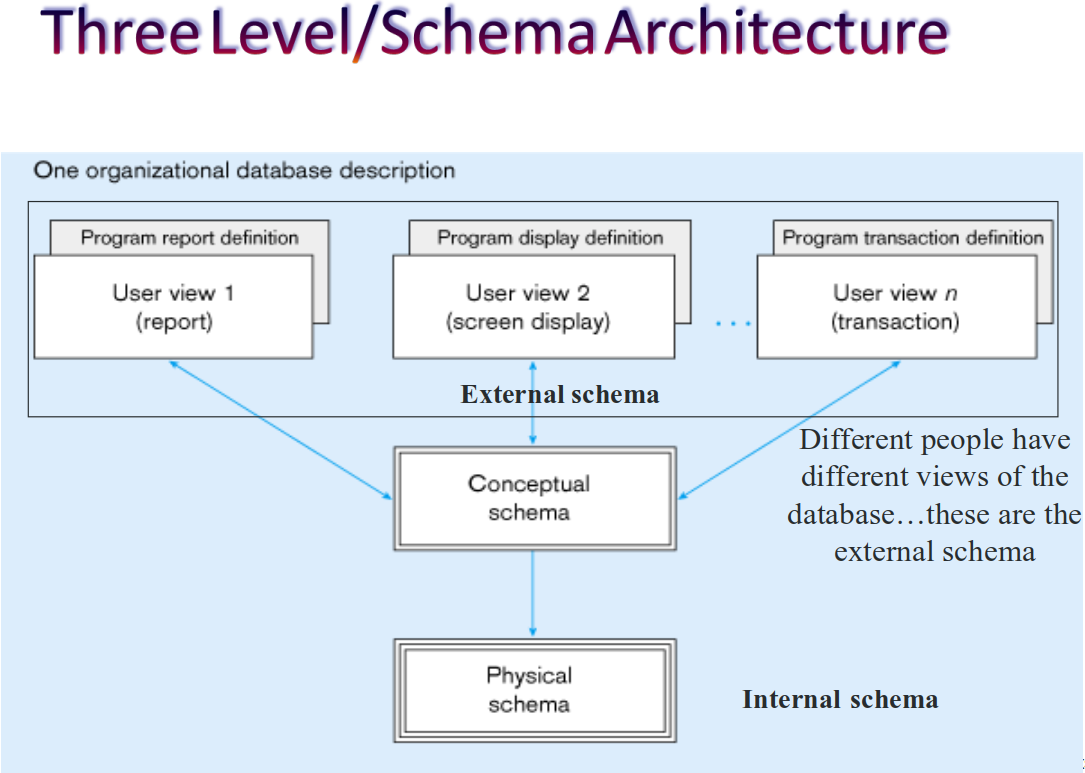 Three Level/Schema Architecture
One organizational database description
Program report definition
User view 1
(report)
Program display definition
User view 2
(screen display)
...
Program transaction definition
User view n
(transaction)
External schema
Different people have
different views of the
database…these are the
external schema
Conceptual
schema
Physical
schema
Internal schema